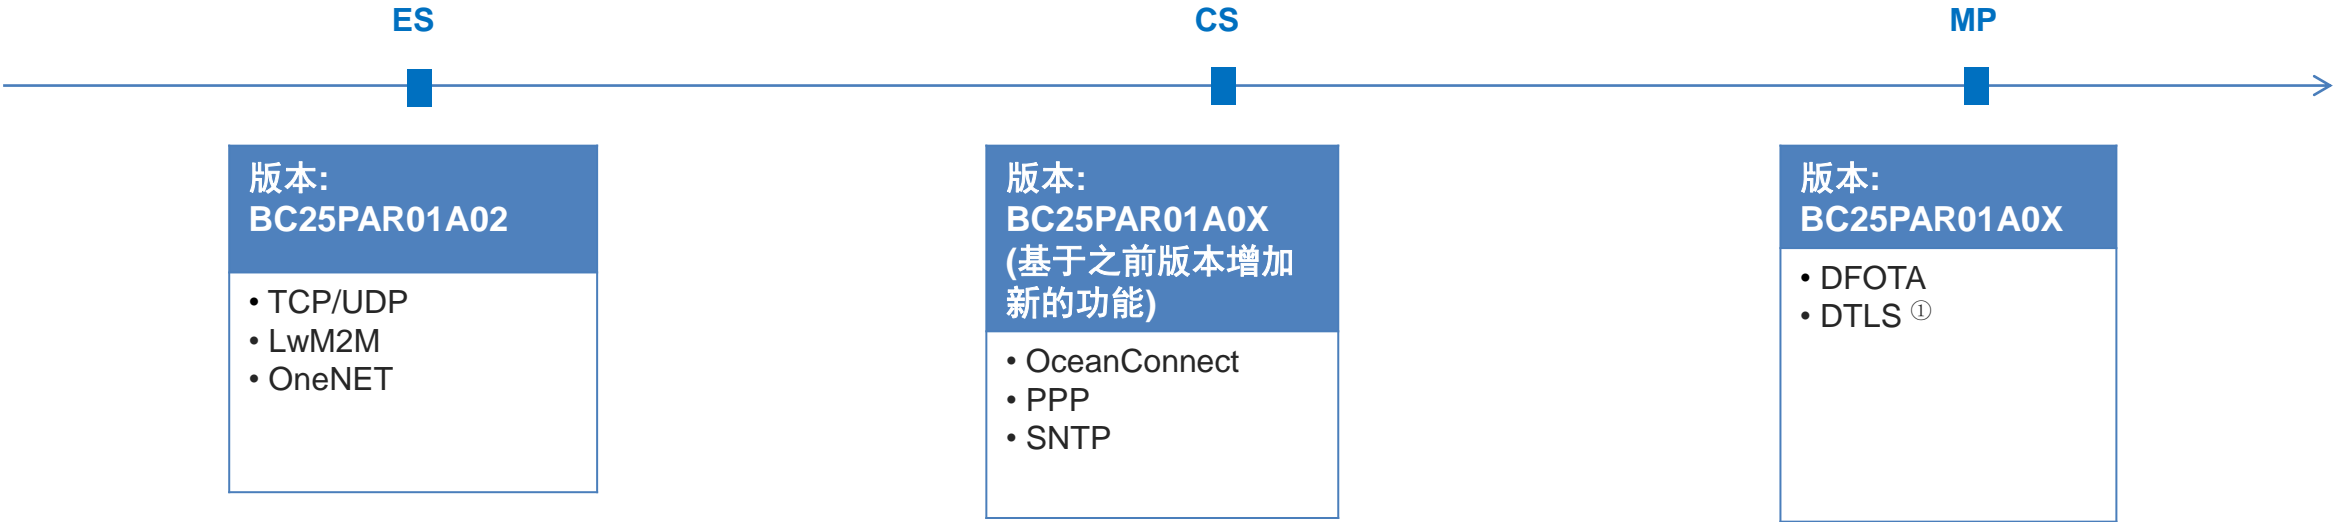 ES
CS
MP
版本:
BC25PAR01A02
• TCP/UDP
• LwM2M
• OneNET
版本:
BC25PAR01A0X
(基于之前版本增加
新的功能)
• OceanConnect
• PPP
• SNTP
版本:
BC25PAR01A0X
• DFOTA
• DTLS ①